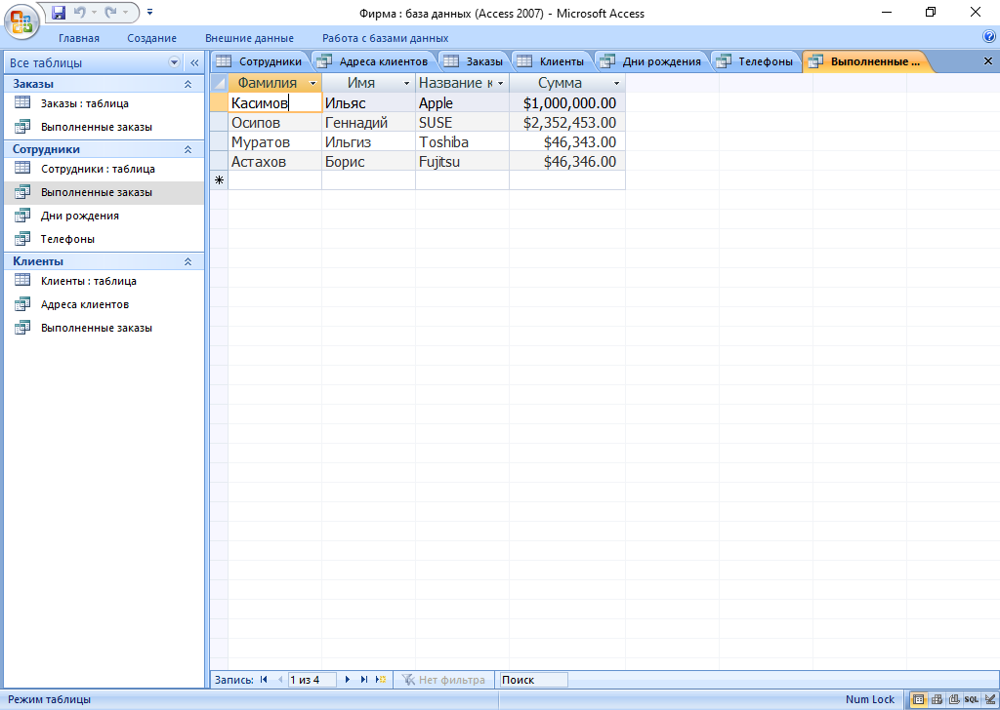 Фирма : база данных (Access 2007) - Microsoft Access
Главная Создание Внешние данные Работа с базами данных
Все таблицы
Заказы
Заказы : таблица
Выполненные заказы
Сотрудники
Сотрудники : таблица
Выполненные заказы
Дни рождения
Телефоны
Клиенты
Клиенты : таблица
Адреса клиентов
Выполненные заказы
Сотрудники Адреса клиентов Заказы Клиенты Дни рождения Телефоны Выполненные ...
Фамилия Имя Название к Сумма
Касимов Ильяс Apple $1,000,000.00
Осипов Геннадий SUSE $2,352,453.00
Муратов Ильгиз Toshiba $46,343.00
Астахов Борис Fujitsu $46,346.00
Запись: 1 из 4 Нет фильтра Поиск
Режим таблицы Num Lock SQL